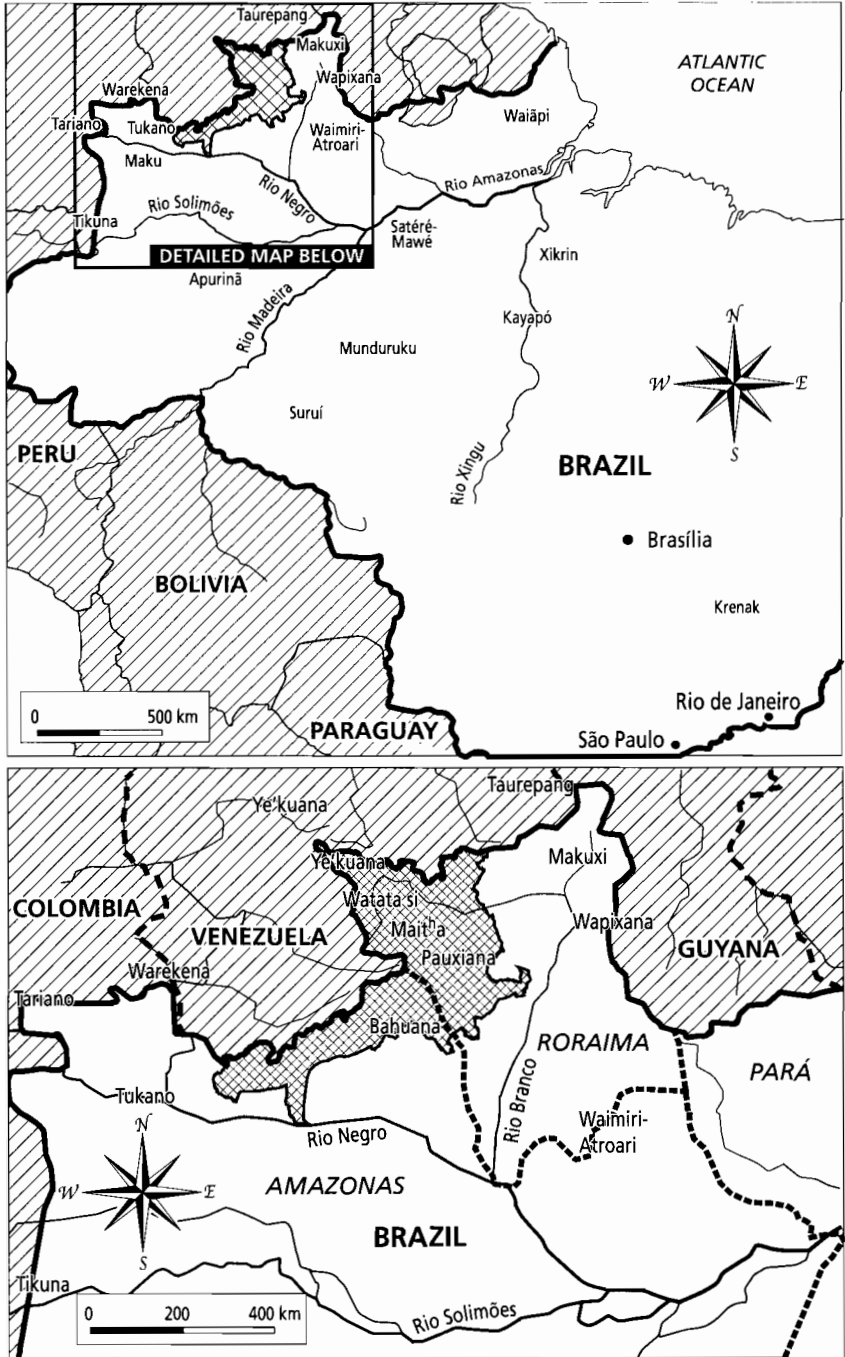 Taurepang
Makuxi
Wapixana
ATLANTIC
OCEAN
Warekena
Tariano
Tukano
Waimiri-
Atroari
Waiãpi
Maku
Rio Amazonas
Rio Negro
Rio Solimões
Tikuna
Sateré-
Mawé
DETAILED MAP BELOW
Xikrin
Apurinã
Rio Madeira
Kayapó
Munduruku
N
W
E
S
Suruí
PERU
Rio Xingu
BRAZIL
Brasília
BOLIVIA
Krenak
0
500 km
Rio de Janeiro
PARAGUAY
São Paulo
Taurepang
Ye'kuana
Makuxi
Ye'kuana
Watata si
COLOMBIA
VENEZUELA
Maitʰa
Wapixana
Pauxiana
GUYANA
Warekena
Tariano
Bahuana
RORAIMA
PARÁ
Rio Branco
Tukano
Rio Negro
Waimiri-
Atroari
N
W
E
S
AMAZONAS
BRAZIL
Tikuna
0
200
400 km
Rio Solimões